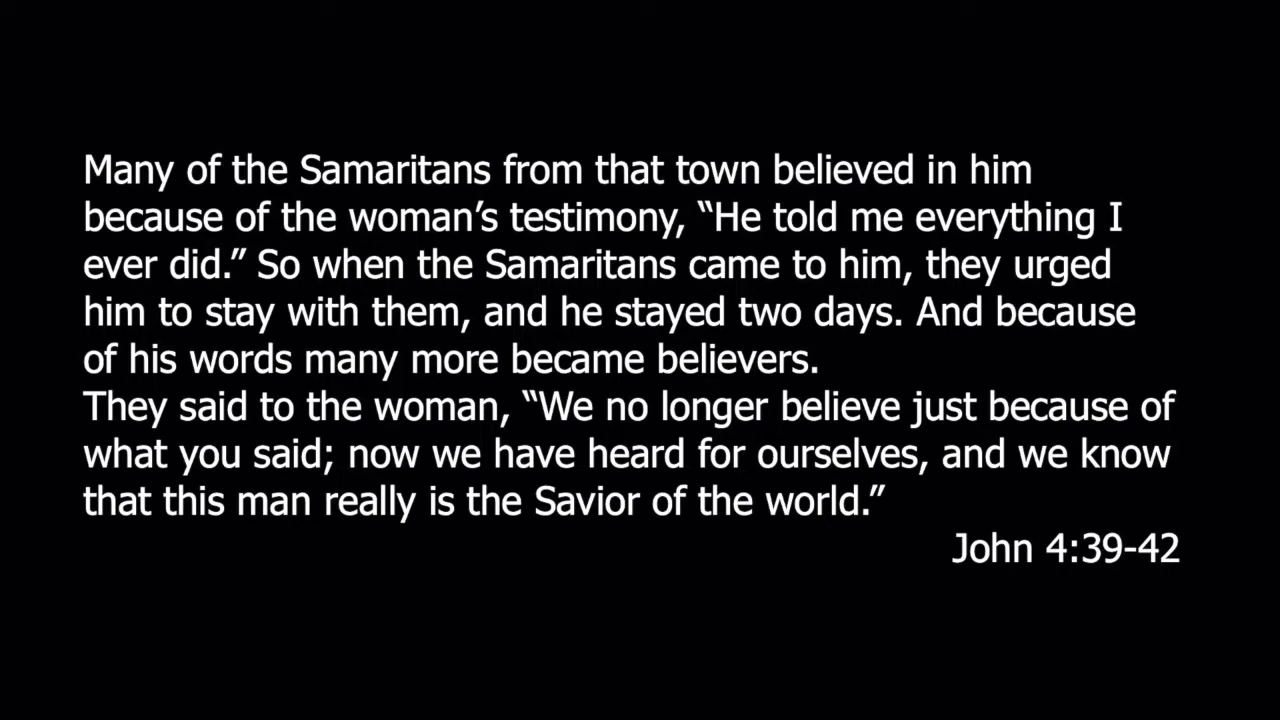 Many of the Samaritans from that town believed in him
because of the woman’s testimony, “He told me everything I
ever did.” So when the Samaritans came to him, they urged
him to stay with them, and he stayed two days. And because
of his words many more became believers.
They said to the woman, “We no longer believe just because of
what you said; now we have heard for ourselves, and we know
that this man really is the Savior of the world.”
John 4:39-42